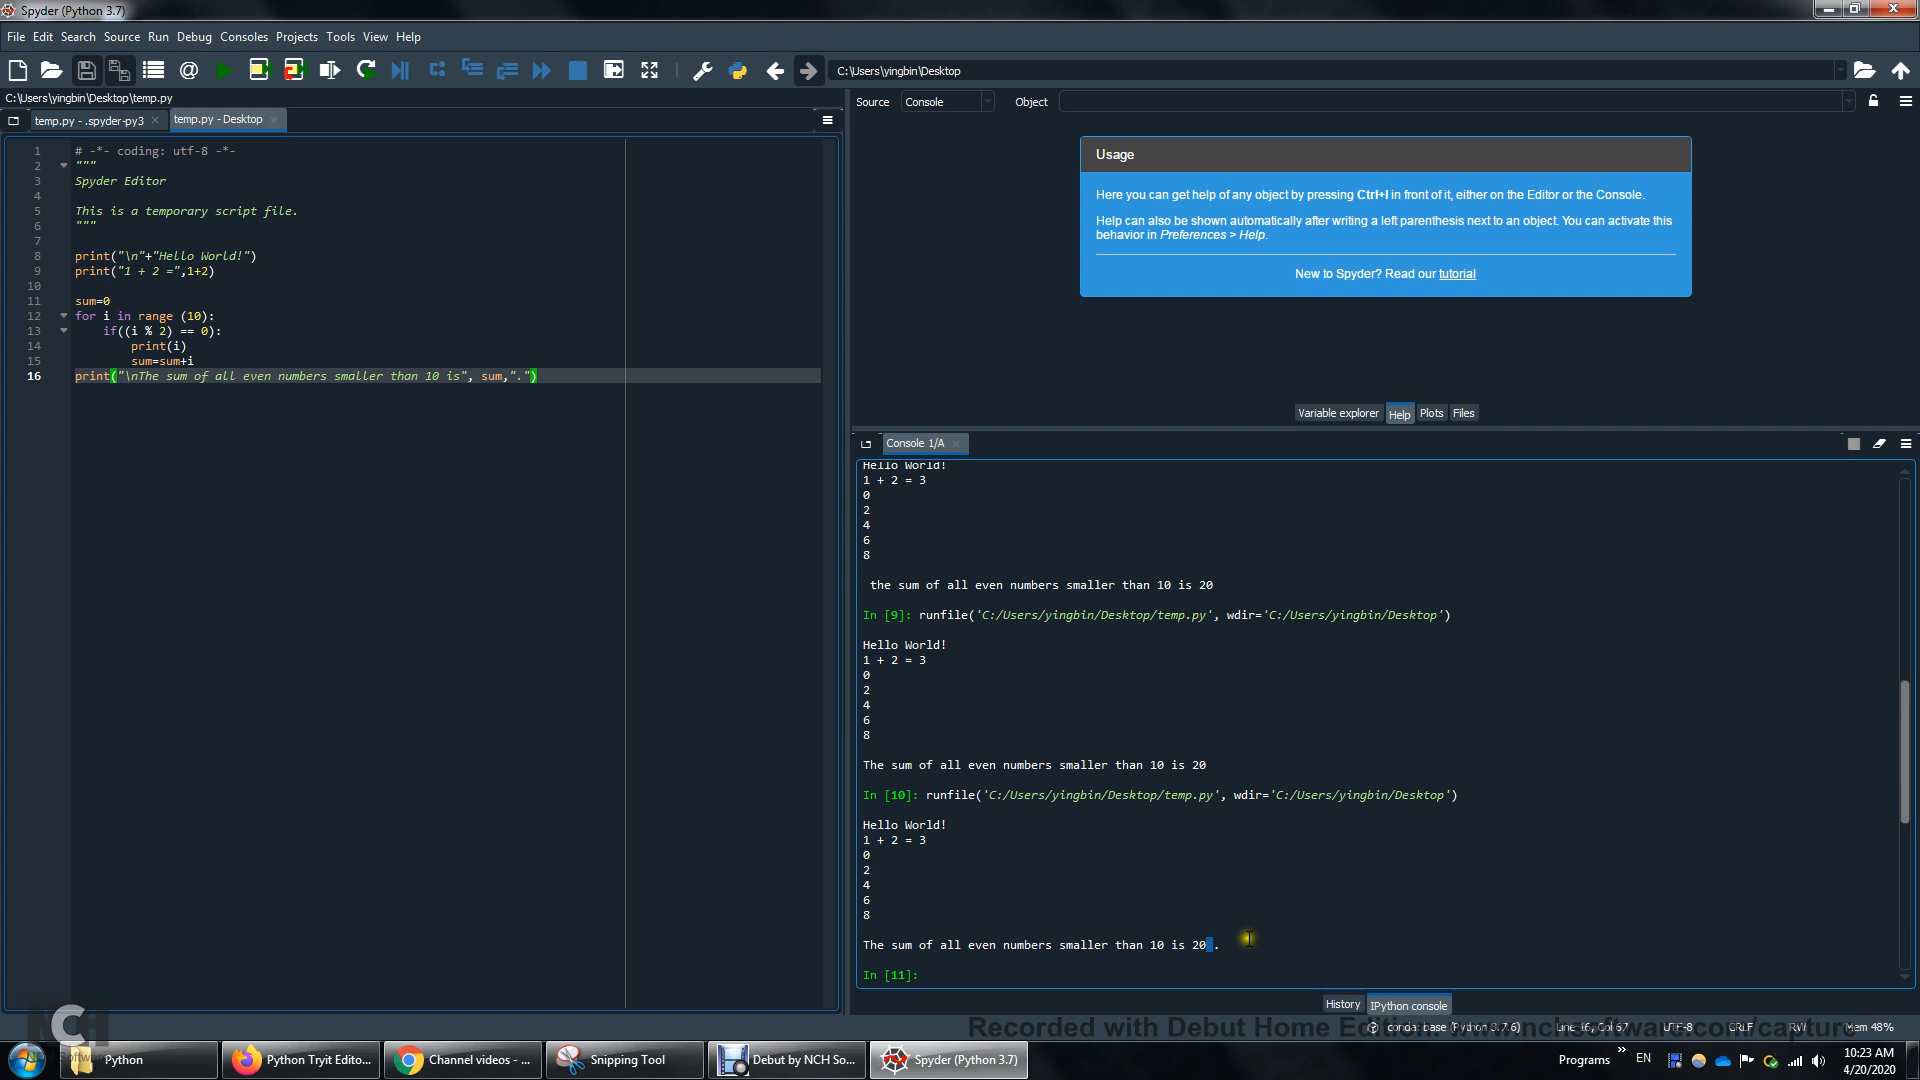 Spyder (Python 3.7)
File Edit Search Source Run Debug Consoles Projects Tools View Help
C:\Users\yingbin\Desktop
C:\Users\yingbin\Desktop\temp.py
temp.py - .spyder-py3
temp.py - Desktop
1 # -*- coding: utf-8 -*-
2 """
3 Spyder Editor
4
5 This is a temporary script file.
6 """
7
8 print("\n"+"Hello World!")
9 print("1 + 2 =",1+2)
10
11 sum=0
12 for i in range (10):
13 if((i % 2) == 0):
14 print(i)
15 sum=sum+i
16 print("\nThe sum of all even numbers smaller than 10 is", sum,".")
Source Console Object
Usage
Here you can get help of any object by pressing Ctrl+I in front of it, either on the Editor or the Console.
Help can also be shown automatically after writing a left parenthesis next to an object. You can activate this
behavior in Preferences > Help.
New to Spyder? Read our tutorial
Variable explorer Help Plots Files
Console 1/A
Hello World!
1 + 2 = 3
0
2
4
6
8
the sum of all even numbers smaller than 10 is 20
In [9]: runfile('C:/Users/yingbin/Desktop/temp.py', wdir='C:/Users/yingbin/Desktop')
Hello World!
1 + 2 = 3
0
2
4
6
8
The sum of all even numbers smaller than 10 is 20
In [10]: runfile('C:/Users/yingbin/Desktop/temp.py', wdir='C:/Users/yingbin/Desktop')
Hello World!
1 + 2 = 3
0
2
4
6
8
The sum of all even numbers smaller than 10 is 20 .
In [11]:
History IPython console
Recorded with Debut Home Edition. www.nchsoftware.com/capture
conda: base (Python 3.7.6) Line 16, Col 67 UTF-8 CRLF RW Mem 48%
NCH
Python
Python Tryit Edito...
Channel videos - ...
Snipping Tool
Debut by NCH So...
Spyder (Python 3.7)
Programs » EN
10:23 AM
4/20/2020